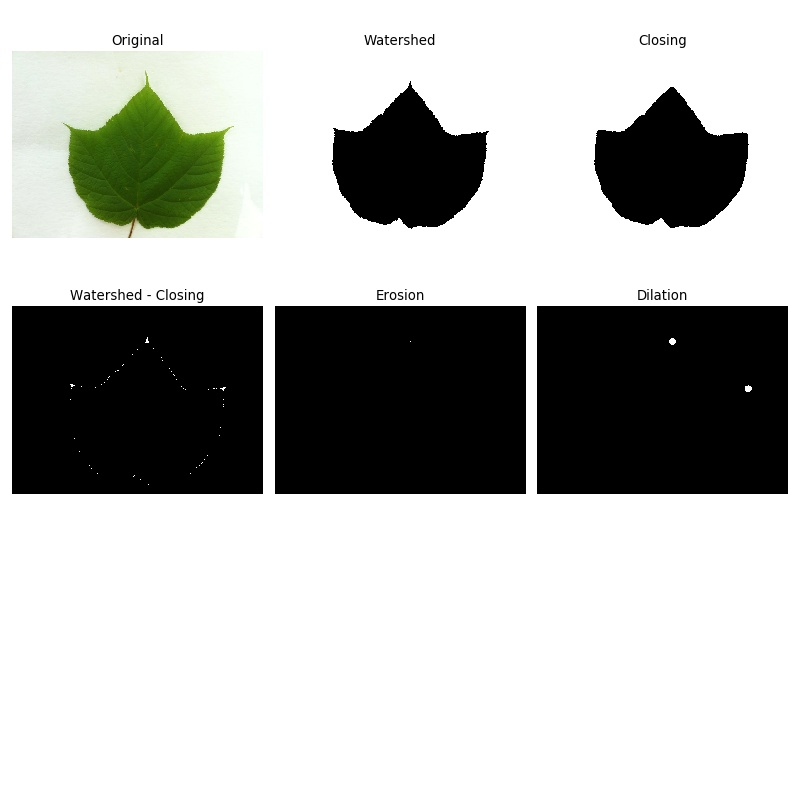 Original
Watershed
Closing
Watershed - Closing
Erosion
Dilation